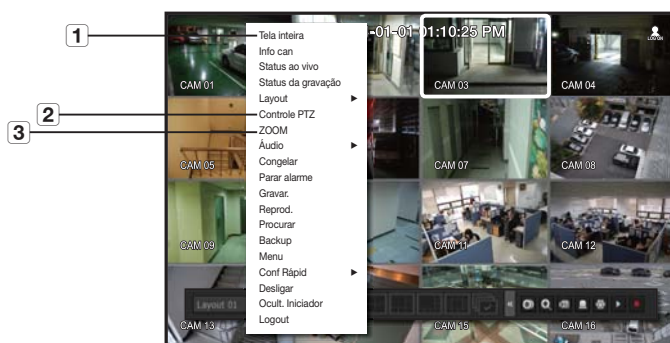 1
2
3
-01-01 01:10:25 PM
LOG ON
Tela inteira
Info can
Status ao vivo
Status da gravação
Layout
Controle PTZ
ZOOM
Áudio
Congelar
Parar alarme
Gravar.
Reprod.
Procurar
Backup
Menu
Conf Rápid
Desligar
Ocult. Iniciador
Logout
CAM 01
CAM 03
CAM 04
CAM 05
CAM 07
CAM 08
CAM 09
CAM 11
CAM 12
Layout 01
CAM 13
CAM 15
CAM 16